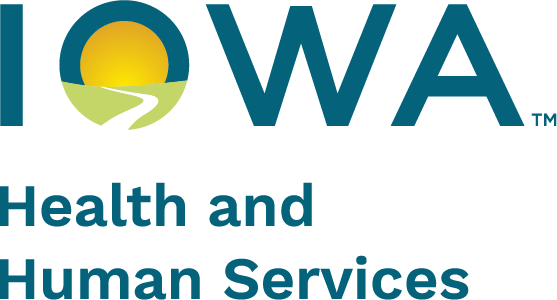 IOWA™
Health and
Human Services